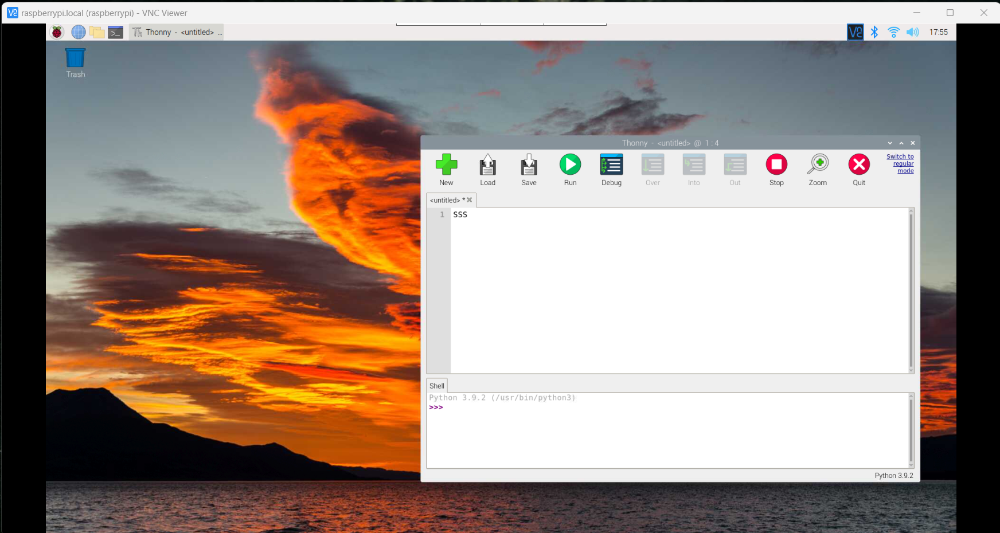 raspberrypi.local (raspberrypi) - VNC Viewer
Thonny - <untitled> ...
17:55
Trash
Thonny - <untitled> @ 1 : 4
New Load Save Run Debug Over Into Out Stop Zoom Quit
Switch to
regular
mode
<untitled> *
1 SSS
Shell
Python 3.9.2 (/usr/bin/python3)
>>>
Python 3.9.2